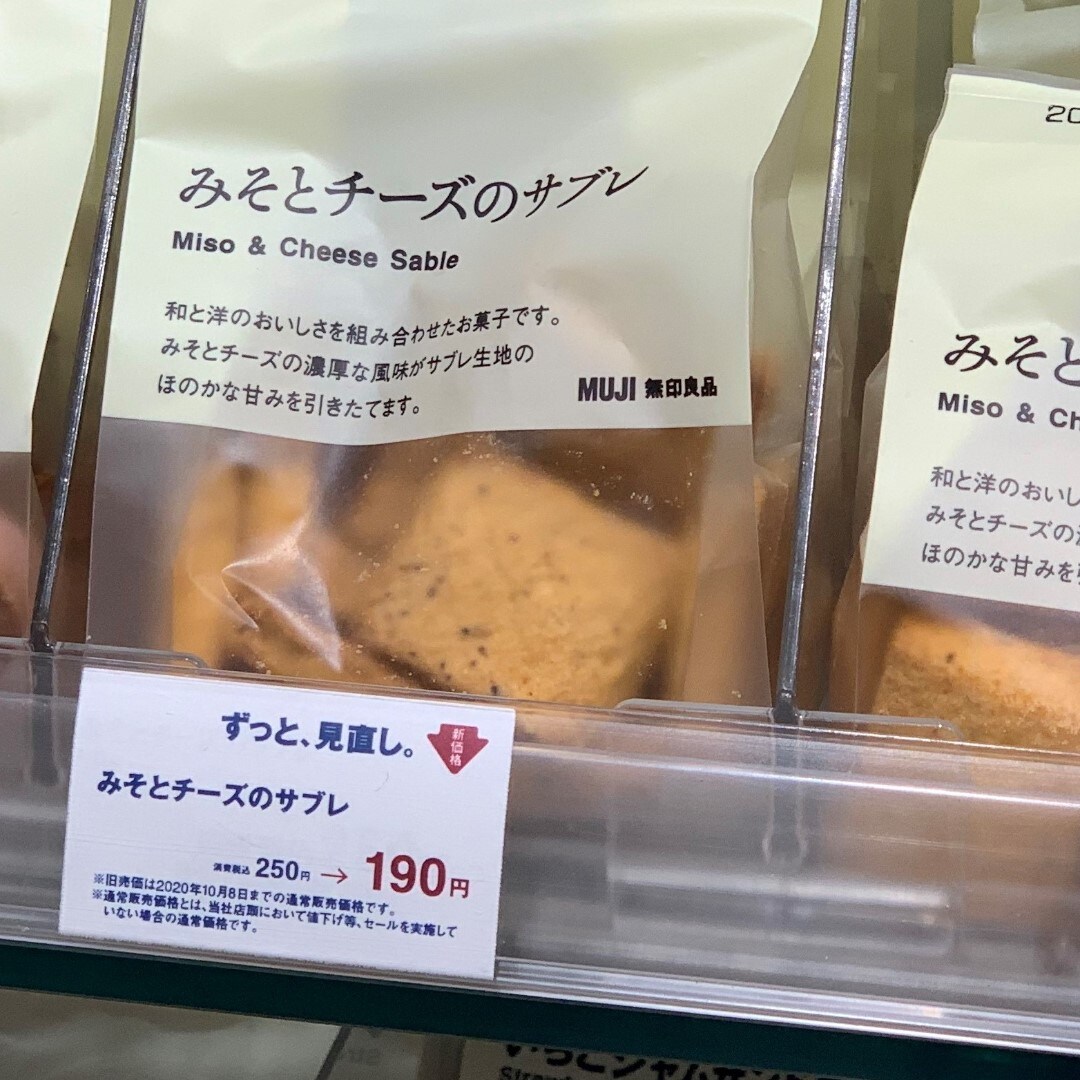 みそとチーズのサブレ
Miso & Cheese Sable
和と洋のおいしさを組み合わせたお菓子です。
みそとチーズの濃厚な風味がサブレ生地の
ほのかな甘みを引きたてます。
MUJI 無印良品
20
みそと
Miso & Ch
和と洋のおいし
みそとチーズの
ほのかな甘みを
ずっと、見直し。
新価格
みそとチーズのサブレ
消費税込 250円 → 190円
※旧売価は2020年10月8日までの通常販売価格です。
※通常販売価格とは、当社店頭において値下げ等、セールを実施して
いない場合の通常価格です。